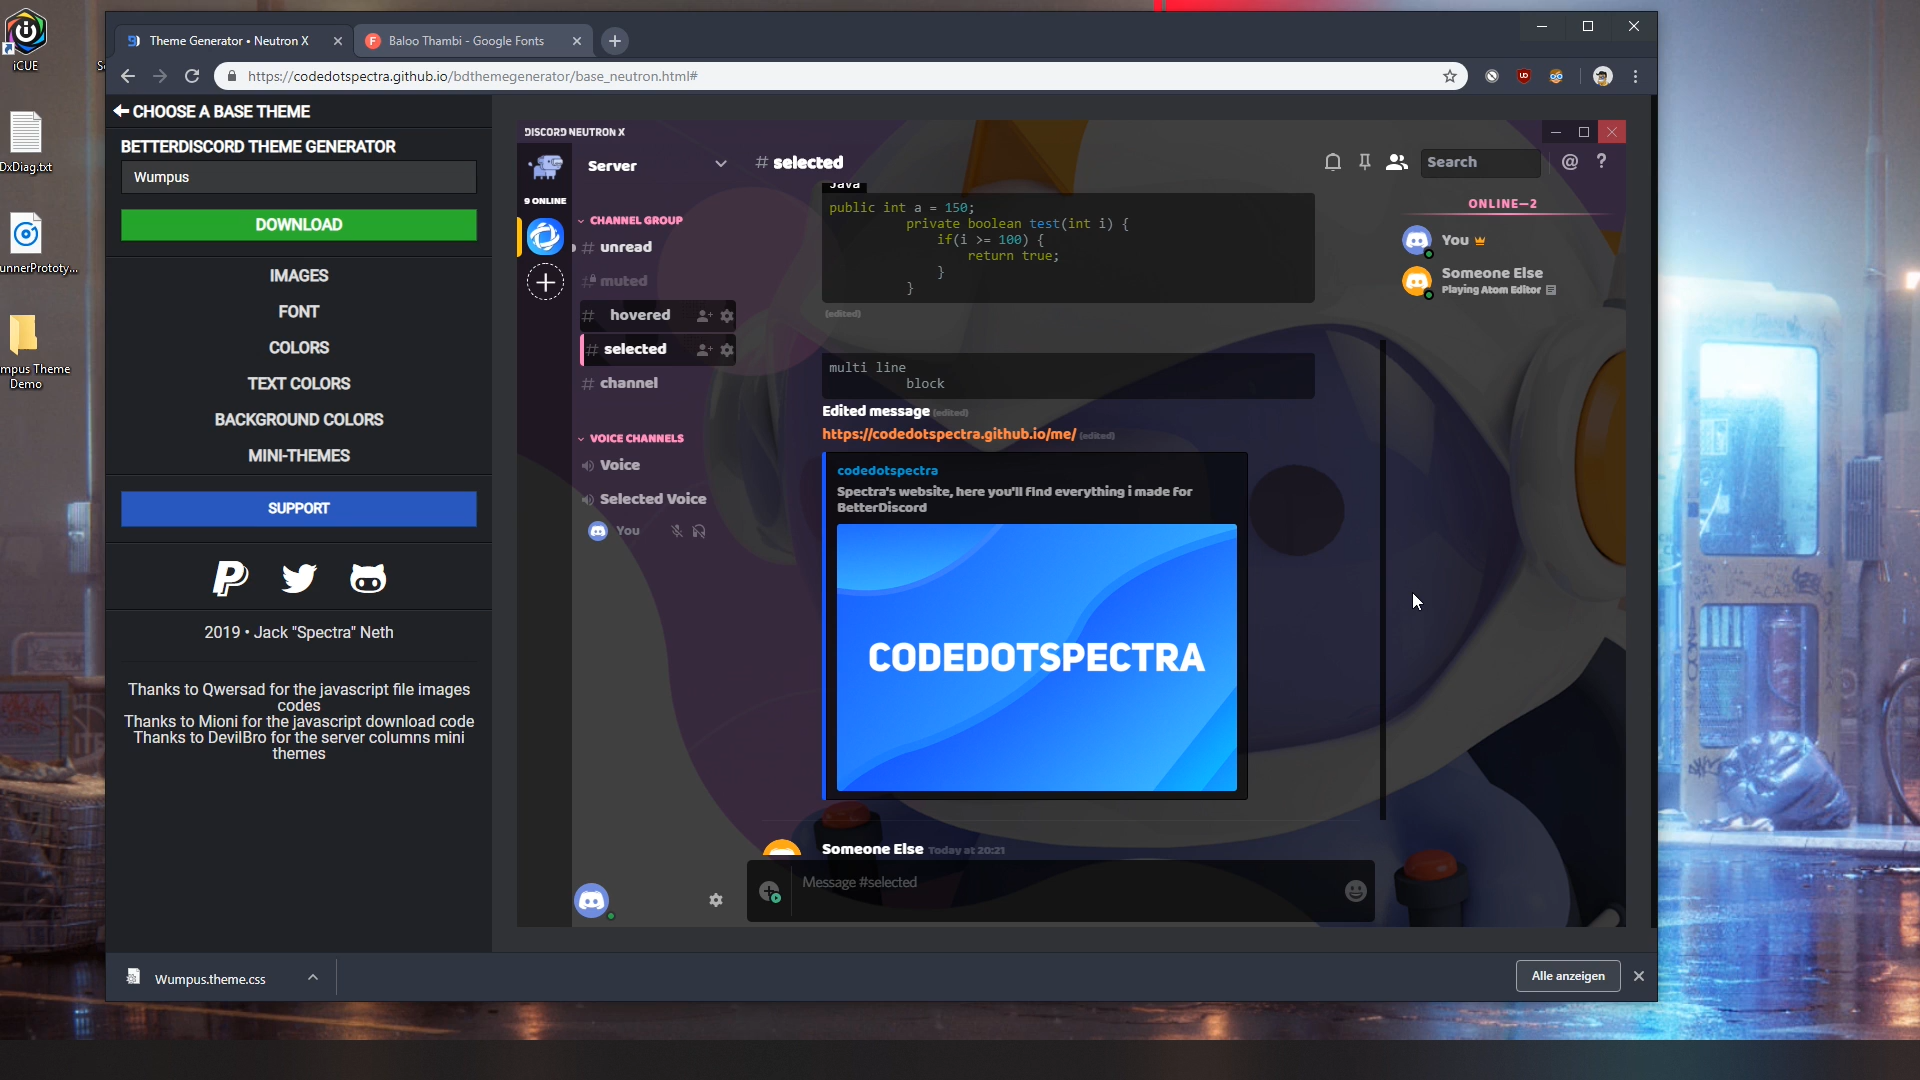 iCUE
DxDiag.txt
unnerPrototy...
mpus Theme
Demo
Theme Generator • Neutron X
Baloo Thambi - Google Fonts
https://codedotspectra.github.io/bdthemegenerator/base_neutron.html#
CHOOSE A BASE THEME
BETTERDISCORD THEME GENERATOR
Wumpus
DOWNLOAD
IMAGES
FONT
COLORS
TEXT COLORS
BACKGROUND COLORS
MINI-THEMES
SUPPORT
2019 • Jack "Spectra" Neth
Thanks to Qwersad for the javascript file images
codes
Thanks to Mioni for the javascript download code
Thanks to DevilBro for the server columns mini
themes
DISCORD NEUTRON X
9 ONLINE
Server
CHANNEL GROUP
# unread
# muted
# hovered
# selected
# channel
VOICE CHANNELS
Voice
Selected Voice
You
# selected
Search
@ ?
Java
public int a = 150;
private boolean test(int i) {
if(i >= 100) {
return true;
}
}
(edited)
multi line
block
Edited message (edited)
https://codedotspectra.github.io/me/ (edited)
codedotspectra
Spectra's website, here you'll find everything i made for
BetterDiscord
CODEDOTSPECTRA
Someone Else Today at 20:21
Message #selected
ONLINE—2
You
Someone Else
Playing Atom Editor
Wumpus.theme.css
Alle anzeigen